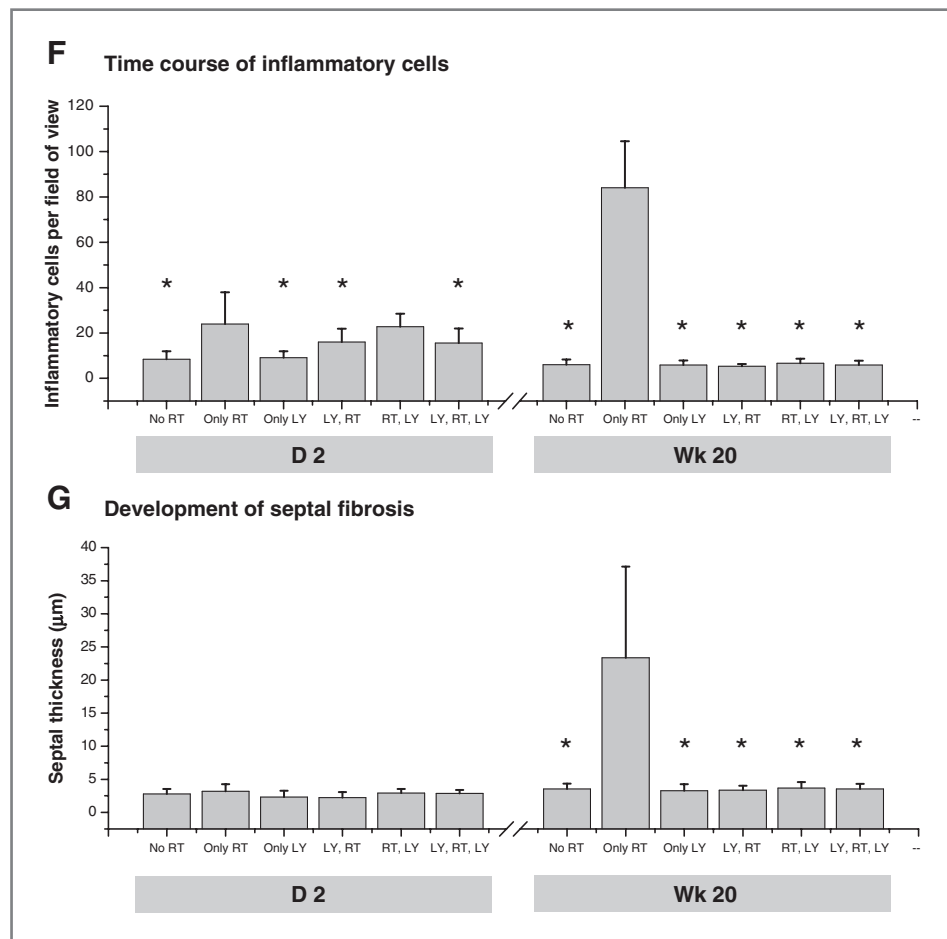 F Time course of inflammatory cells
Inflammatory cells per field of view
120
100
80
60
40
20
0
* * * * * * * * *
No RT Only RT Only LY LY, RT RT, LY LY, RT, LY No RT Only RT Only LY LY, RT RT, LY LY, RT, LY --
D 2 Wk 20
G Development of septal fibrosis
Septal thickness (μm)
40
35
30
25
20
15
10
5
0
* * * * *
No RT Only RT Only LY LY, RT RT, LY LY, RT, LY No RT Only RT Only LY LY, RT RT, LY LY, RT, LY --
D 2 Wk 20